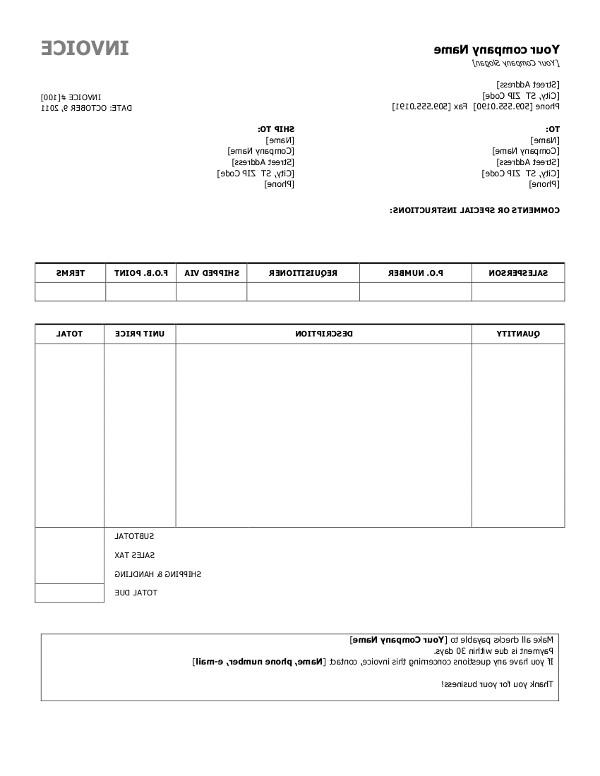 Your company Name
INVOICE
[Your Company Slogan]
[Street Address]
[City, ST ZIP Code]
INVOICE #[100]
Phone [509.555.0190] Fax [509.555.0191]
DATE: OCTOBER 9, 2011
TO:
SHIP TO:
[Name]
[Name]
[Company Name]
[Company Name]
[Street Address]
[Street Address]
[City, ST ZIP Code]
[City, ST ZIP Code]
[Phone]
[Phone]
COMMENTS OR SPECIAL INSTRUCTIONS:
SALESPERSON P.O. NUMBER REQUISITIONER SHIPPED VIA F.O.B. POINT TERMS
QUANTITY DESCRIPTION UNIT PRICE TOTAL
SUBTOTAL
SALES TAX
SHIPPING & HANDLING
TOTAL DUE
Make all checks payable to [Your Company Name]
Payment is due within 30 days.
If you have any questions concerning this invoice, contact: [Name, phone number, e-mail]
Thank you for your business!